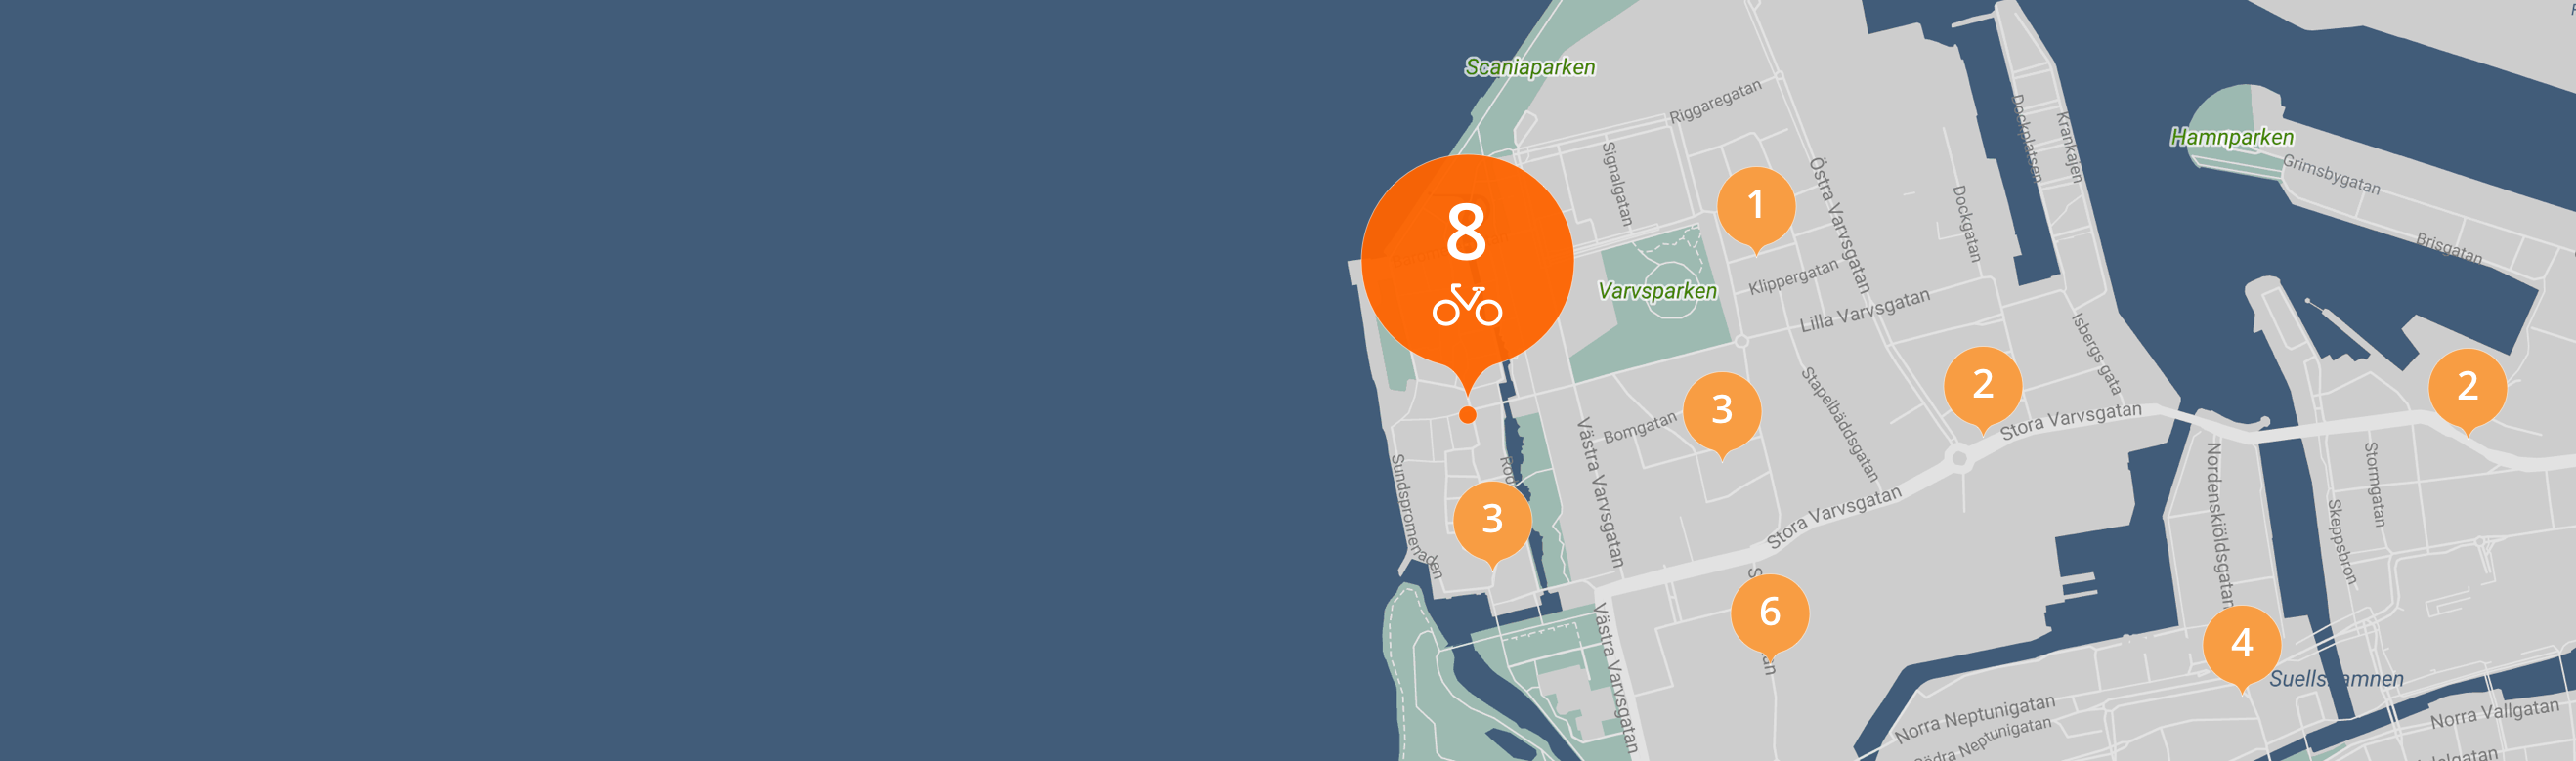 Scaniaparken
Riggaregatan
Signalgatan
8
1
Östra Varvsgatan
Dockgatan
Dockplatsen
Krankajen
Hamnparken
Grimsbygatan
Brisgatan
Varvsparken
Klippergatan
Lilla Varvsgatan
Isbergs gata
Stapelbäddsgatan
3
2
2
Bomgatan
Stora Varvsgatan
Västra Varvsgatan
Sundspromenaden
3
Stora Varvsgatan
Nordenskiöldsgatan
Stormgatan
Skeppsbron
6
4
Västra Varvsgatan
Norra Neptunigatan
Södra Neptunigatan
Norra Vallgatan